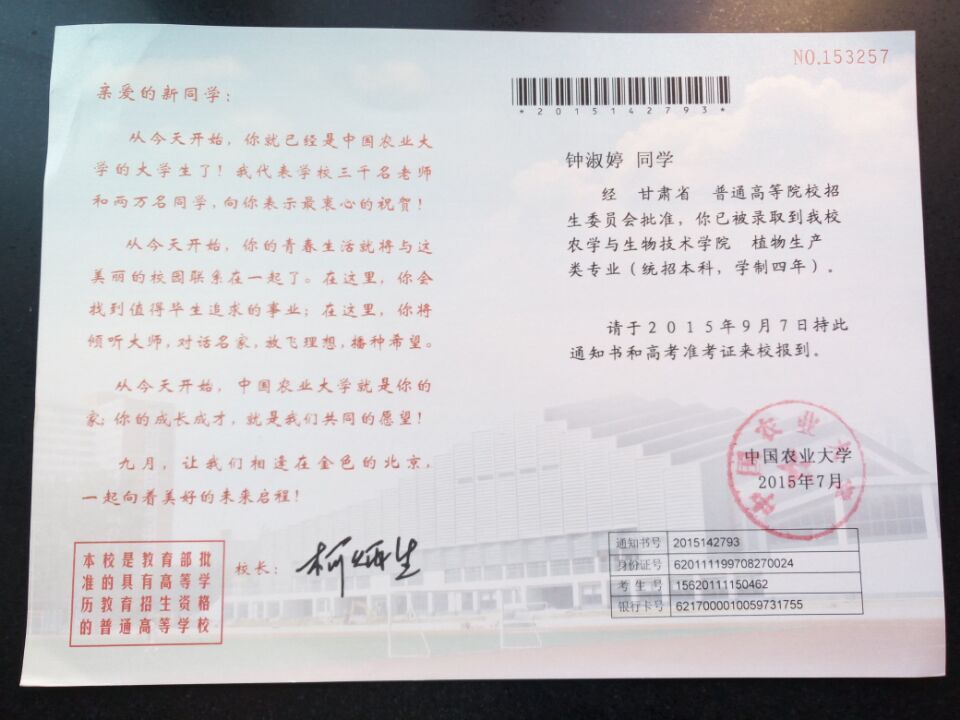 NO.153257
亲爱的新同学：
从今天开始，你就已经是中国农业大
学的大学生了！我代表学校三千名老师
和两万名同学，向你表示最衷心的祝贺！
从今天开始，你的青春生活就将与这
美丽的校园联系在一起了。在这里，你会
找到值得毕生追求的事业；在这里，你将
倾听大师，对话名家，放飞理想，播种希望。
从今天开始，中国农业大学就是你的
家；你的成长成才，就是我们共同的愿望！
九月，让我们相逢在金色的北京，
一起向着美好的未来启程！
校长：柯炳生
本校是教育部批
准的具有高等学
历教育招生资格
的普通高等学校
*2015142793*
钟淑婷 同学
经 甘肃省 普通高等院校招
生委员会批准，你已被录取到我校
农学与生物技术学院 植物生产
类专业（统招本科，学制四年）。
请于2015年9月7日持此
通知书和高考准考证来校报到。
中国农业大学
中国农业大学
2015年7月
通知书号 2015142793
身份证号 620111199708270024
考生号 15620111150462
银行卡号 6217000010059731755